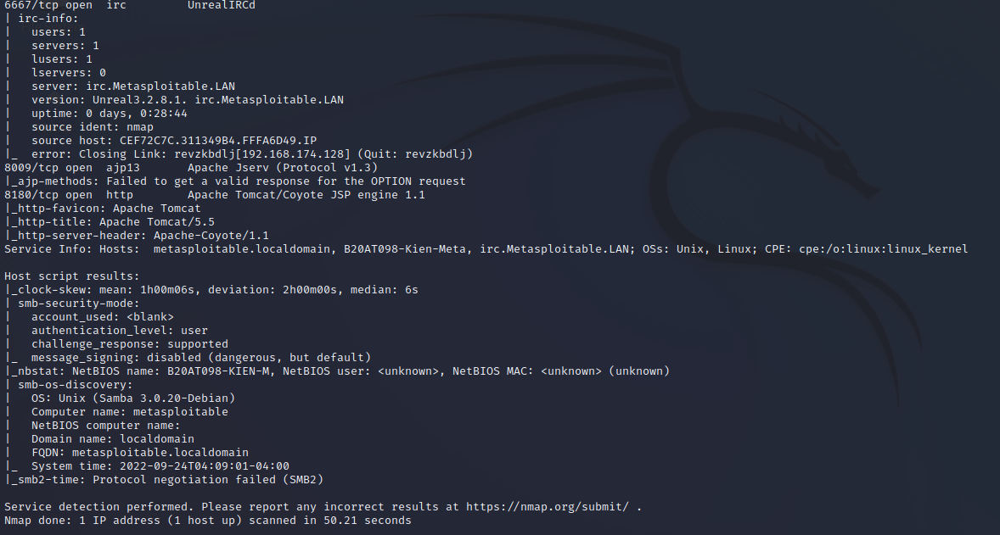 6667/tcp open  irc         UnrealIRCd
| irc-info:
|   users: 1
|   servers: 1
|   lusers: 1
|   lservers: 0
|   server: irc.Metasploitable.LAN
|   version: Unreal3.2.8.1. irc.Metasploitable.LAN
|   uptime: 0 days, 0:28:44
|   source ident: nmap
|   source host: CEF72C7C.311349B4.FFFA6D49.IP
|_  error: Closing Link: revzkbdlj[192.168.174.128] (Quit: revzkbdlj)
8009/tcp open  ajp13       Apache Jserv (Protocol v1.3)
|_ajp-methods: Failed to get a valid response for the OPTION request
8180/tcp open  http        Apache Tomcat/Coyote JSP engine 1.1
|_http-favicon: Apache Tomcat
|_http-title: Apache Tomcat/5.5
|_http-server-header: Apache-Coyote/1.1
Service Info: Hosts:  metasploitable.localdomain, B20AT098-Kien-Meta, irc.Metasploitable.LAN; OSs: Unix, Linux; CPE: cpe:/o:linux:linux_kernel

Host script results:
|_clock-skew: mean: 1h00m06s, deviation: 2h00m00s, median: 6s
| smb-security-mode:
|   account_used: <blank>
|   authentication_level: user
|   challenge_response: supported
|_  message_signing: disabled (dangerous, but default)
|_nbstat: NetBIOS name: B20AT098-KIEN-M, NetBIOS user: <unknown>, NetBIOS MAC: <unknown> (unknown)
| smb-os-discovery:
|   OS: Unix (Samba 3.0.20-Debian)
|   Computer name: metasploitable
|   NetBIOS computer name:
|   Domain name: localdomain
|   FQDN: metasploitable.localdomain
|_  System time: 2022-09-24T04:09:01-04:00
|_smb2-time: Protocol negotiation failed (SMB2)

Service detection performed. Please report any incorrect results at https://nmap.org/submit/ .
Nmap done: 1 IP address (1 host up) scanned in 50.21 seconds